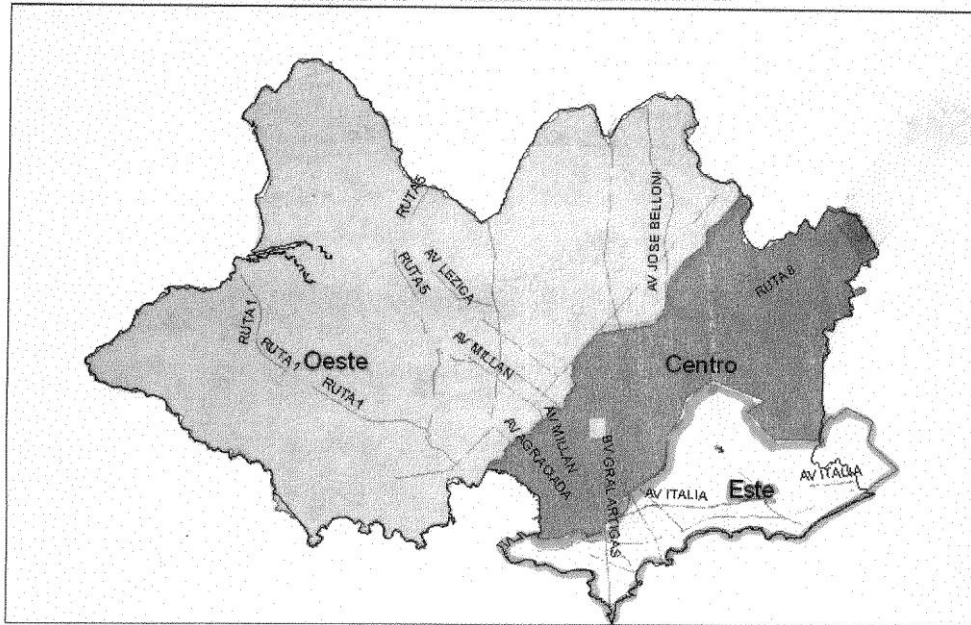 RUTA5
AV JOSE BELLONI
AV LEZICA
RUTA5
RUTA 8
RUTA1
RUTA1
Oeste
AV MILLAN
Centro
RUTA1
AV MILLAN
AV AGRACIADA
BV GRAL ARTIGAS
AV ITALIA
Este
AV ITALIA